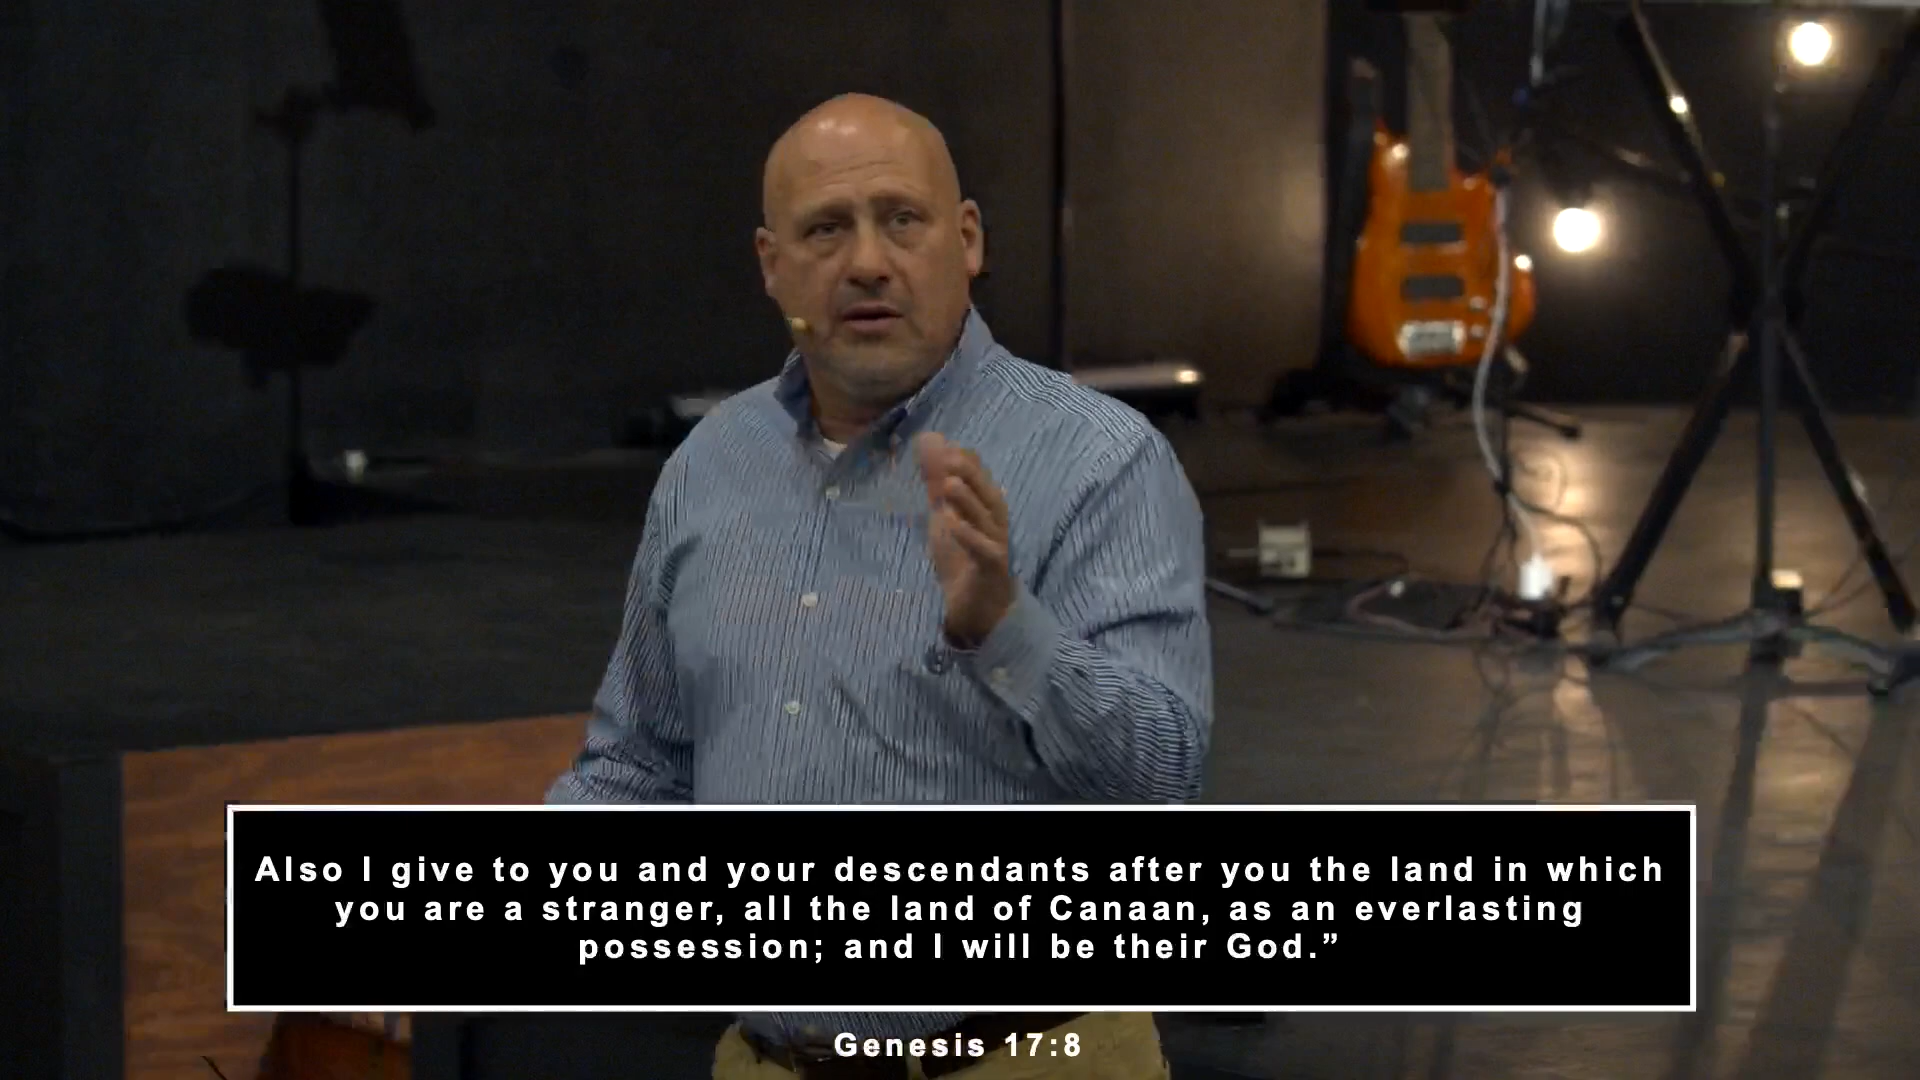 Also I give to you and your descendants after you the land in which
you are a stranger, all the land of Canaan, as an everlasting
possession; and I will be their God.”
Genesis 17:8